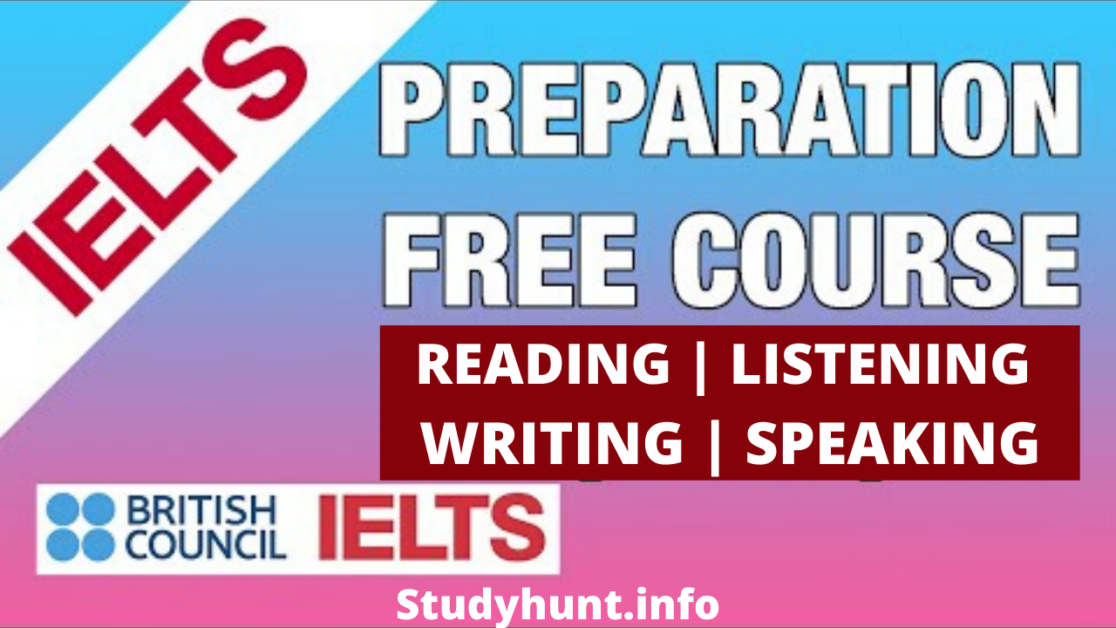 IELTS
PREPARATION
FREE COURSE
READING | LISTENING
WRITING | SPEAKING
BRITISH
COUNCIL
IELTS
Studyhunt.info